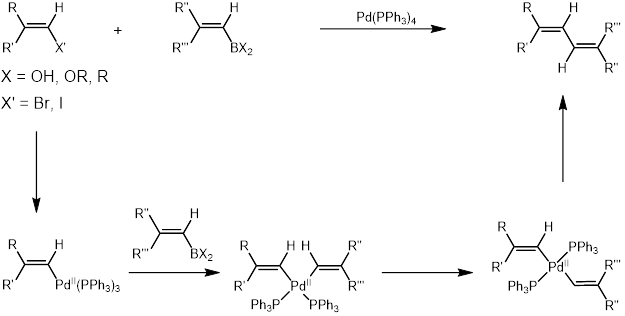 R H
R' X'
+
R" H
R''' BX₂
Pd(PPh₃)₄
R H R'''
R' H R"
X = OH, OR, R
X' = Br, I
R H
R' Pdᴵᴵ(PPh₃)₃
R" H
R''' BX₂
R H H R"
R' Pdᴵᴵ R'''
Ph₃P PPh₃
R H PPh₃
R' Pdᴵᴵ R'''
Ph₃P R"